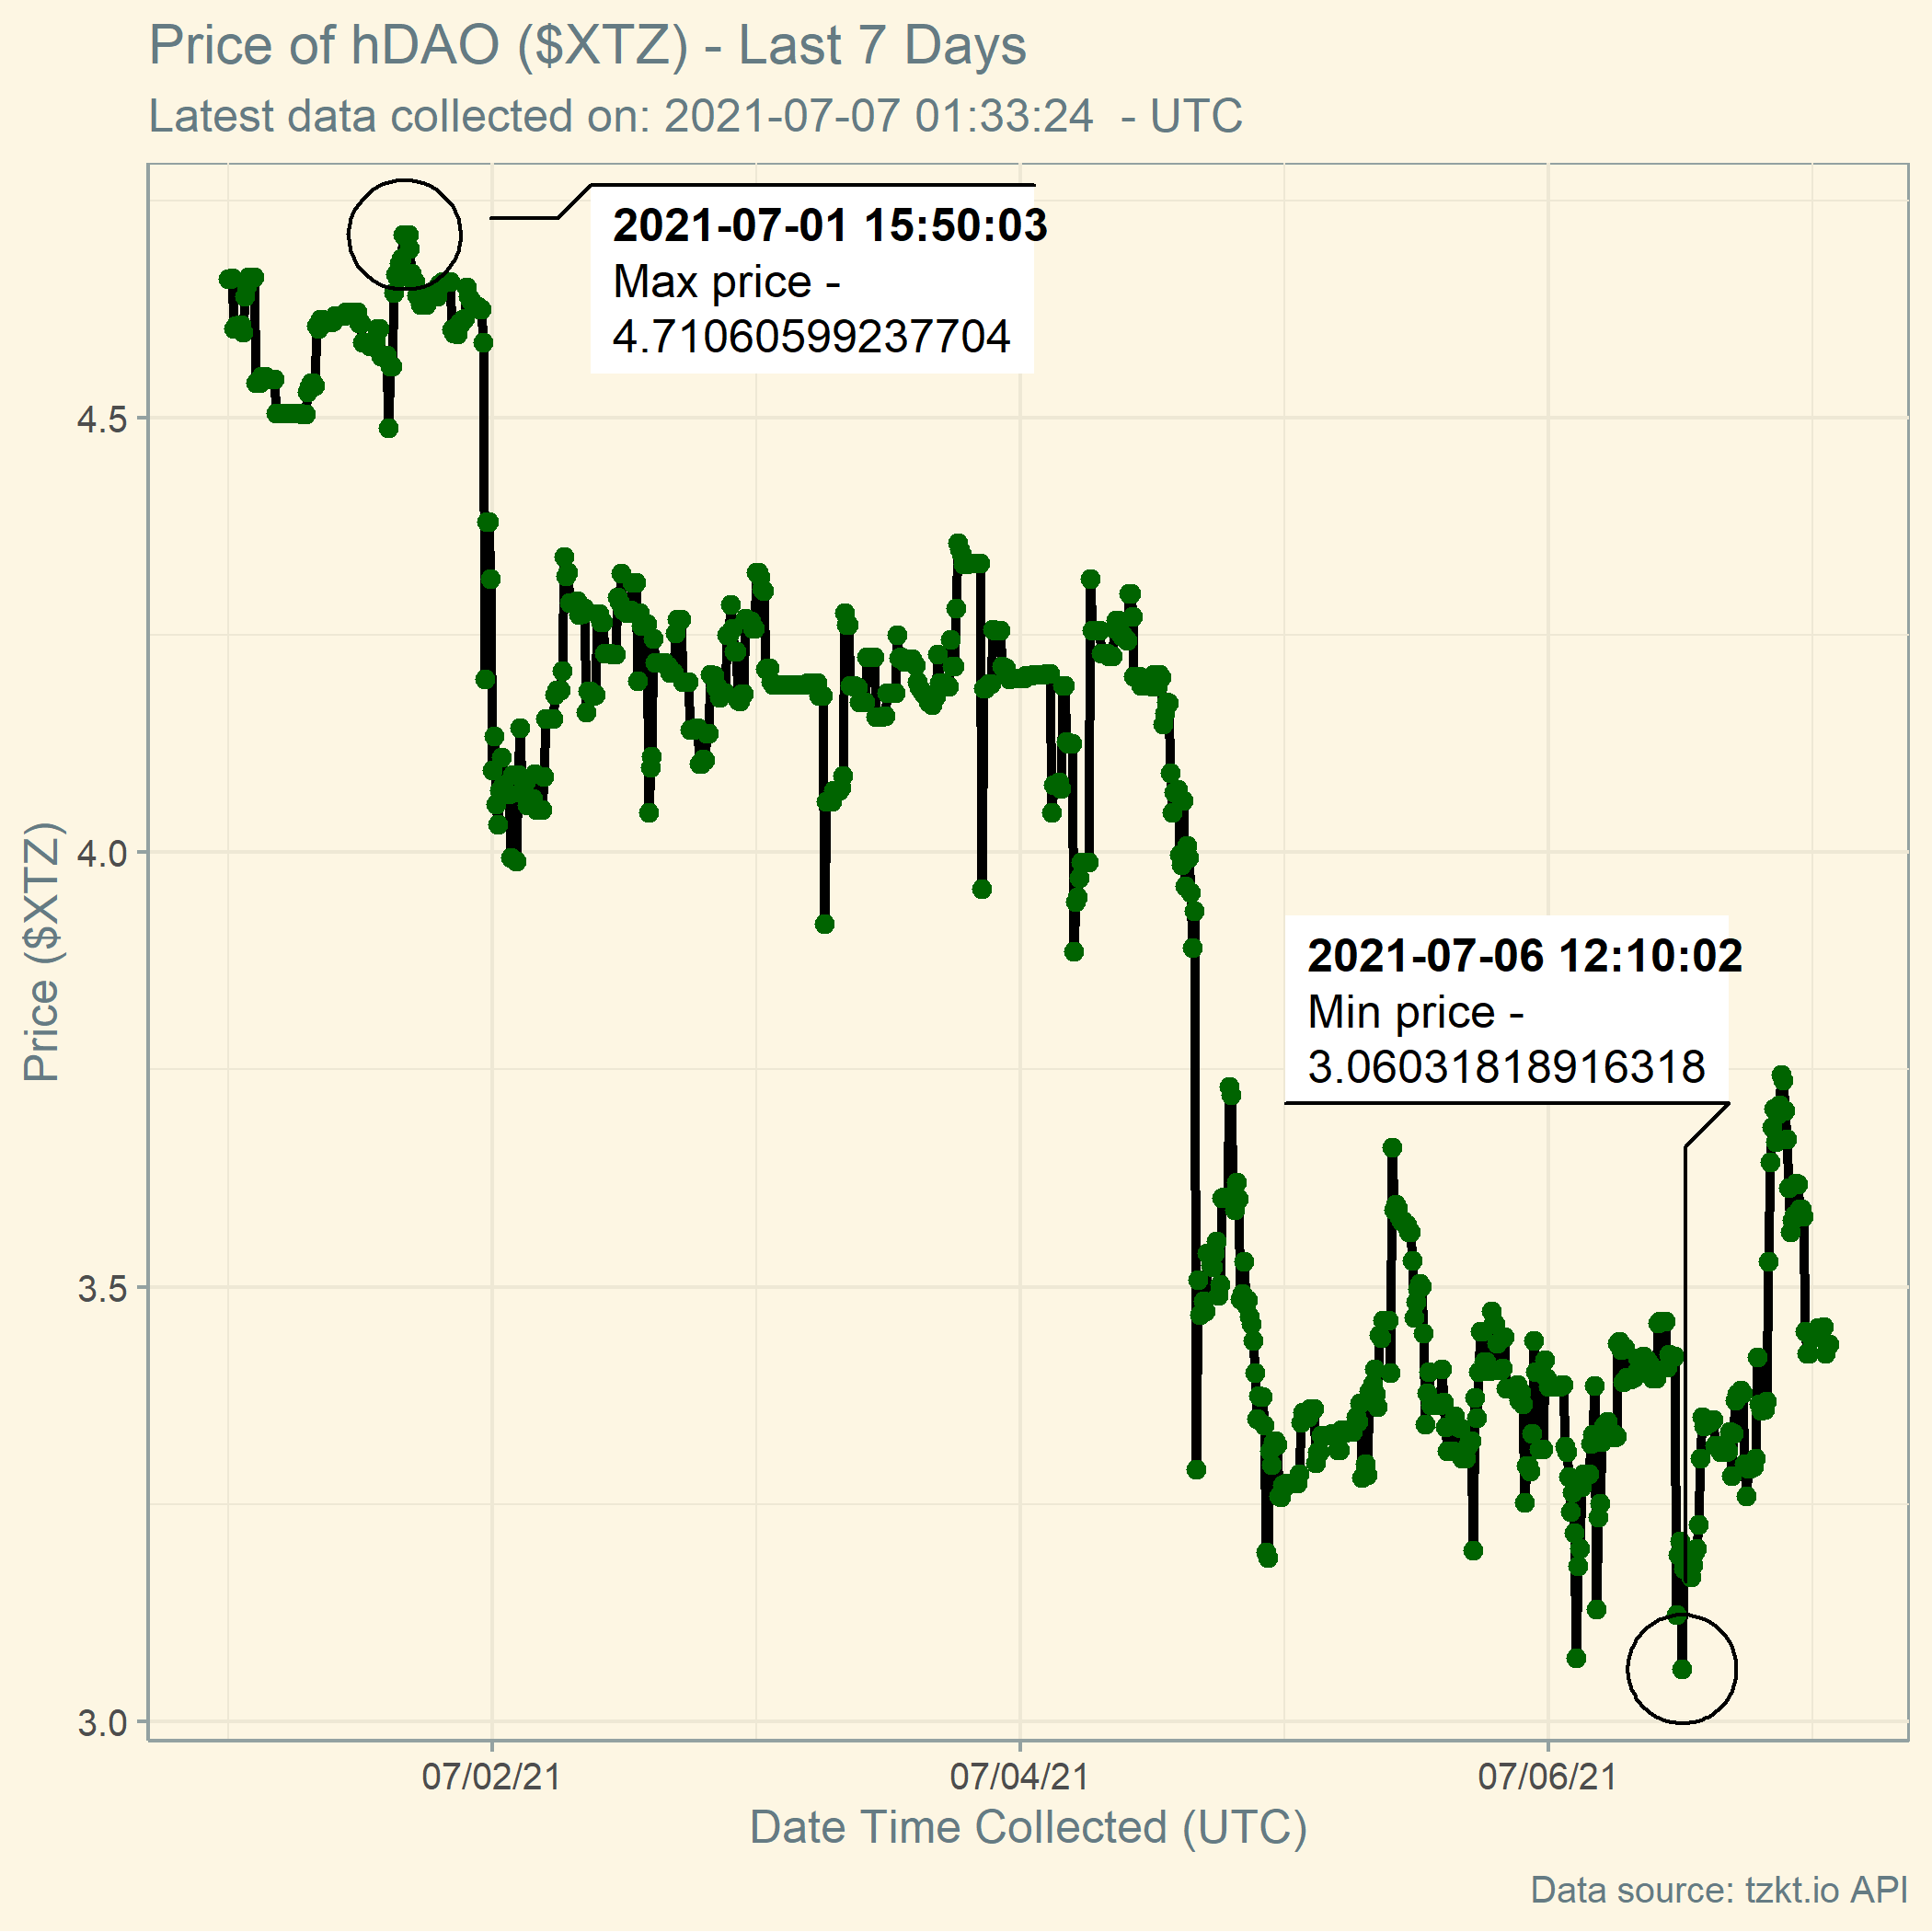 Price of hDAO ($XTZ) - Last 7 Days
Latest data collected on: 2021-07-07 01:33:24  - UTC
2021-07-01 15:50:03
Max price -
4.71060599237704
4.5
4.0
2021-07-06 12:10:02
Min price -
3.06031818916318
3.5
3.0
Price ($XTZ)
07/02/21
07/04/21
07/06/21
Date Time Collected (UTC)
Data source: tzkt.io API